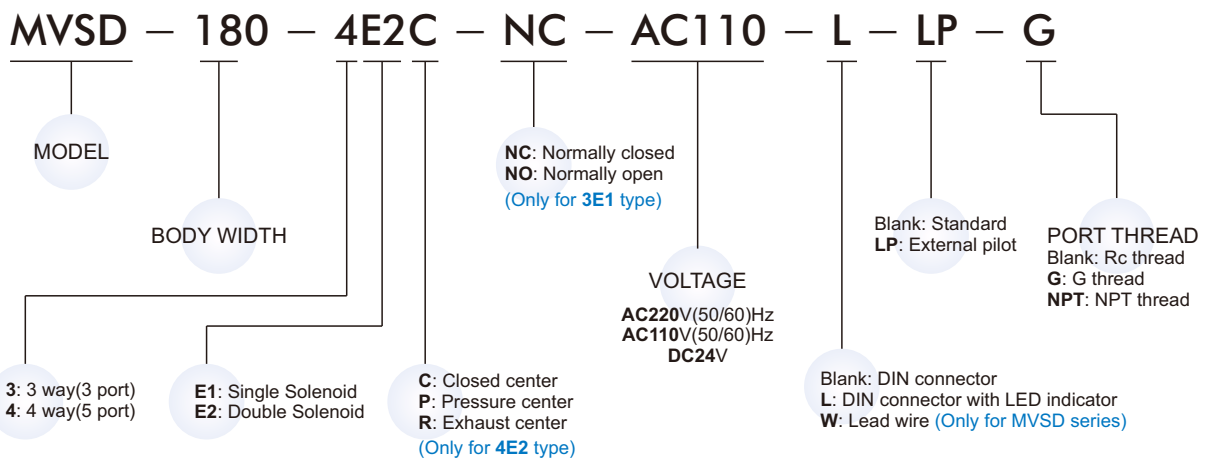 MVSD — 180 — 4E2C — NC — AC110 — L — LP — G
MODEL
BODY WIDTH
3: 3 way(3 port)
4: 4 way(5 port)
E1: Single Solenoid
E2: Double Solenoid
C: Closed center
P: Pressure center
R: Exhaust center
(Only for 4E2 type)
NC: Normally closed
NO: Normally open
(Only for 3E1 type)
VOLTAGE
AC220V(50/60)Hz
AC110V(50/60)Hz
DC24V
Blank: DIN connector
L: DIN connector with LED indicator
W: Lead wire (Only for MVSD series)
Blank: Standard
LP: External pilot
PORT THREAD
Blank: Rc thread
G: G thread
NPT: NPT thread